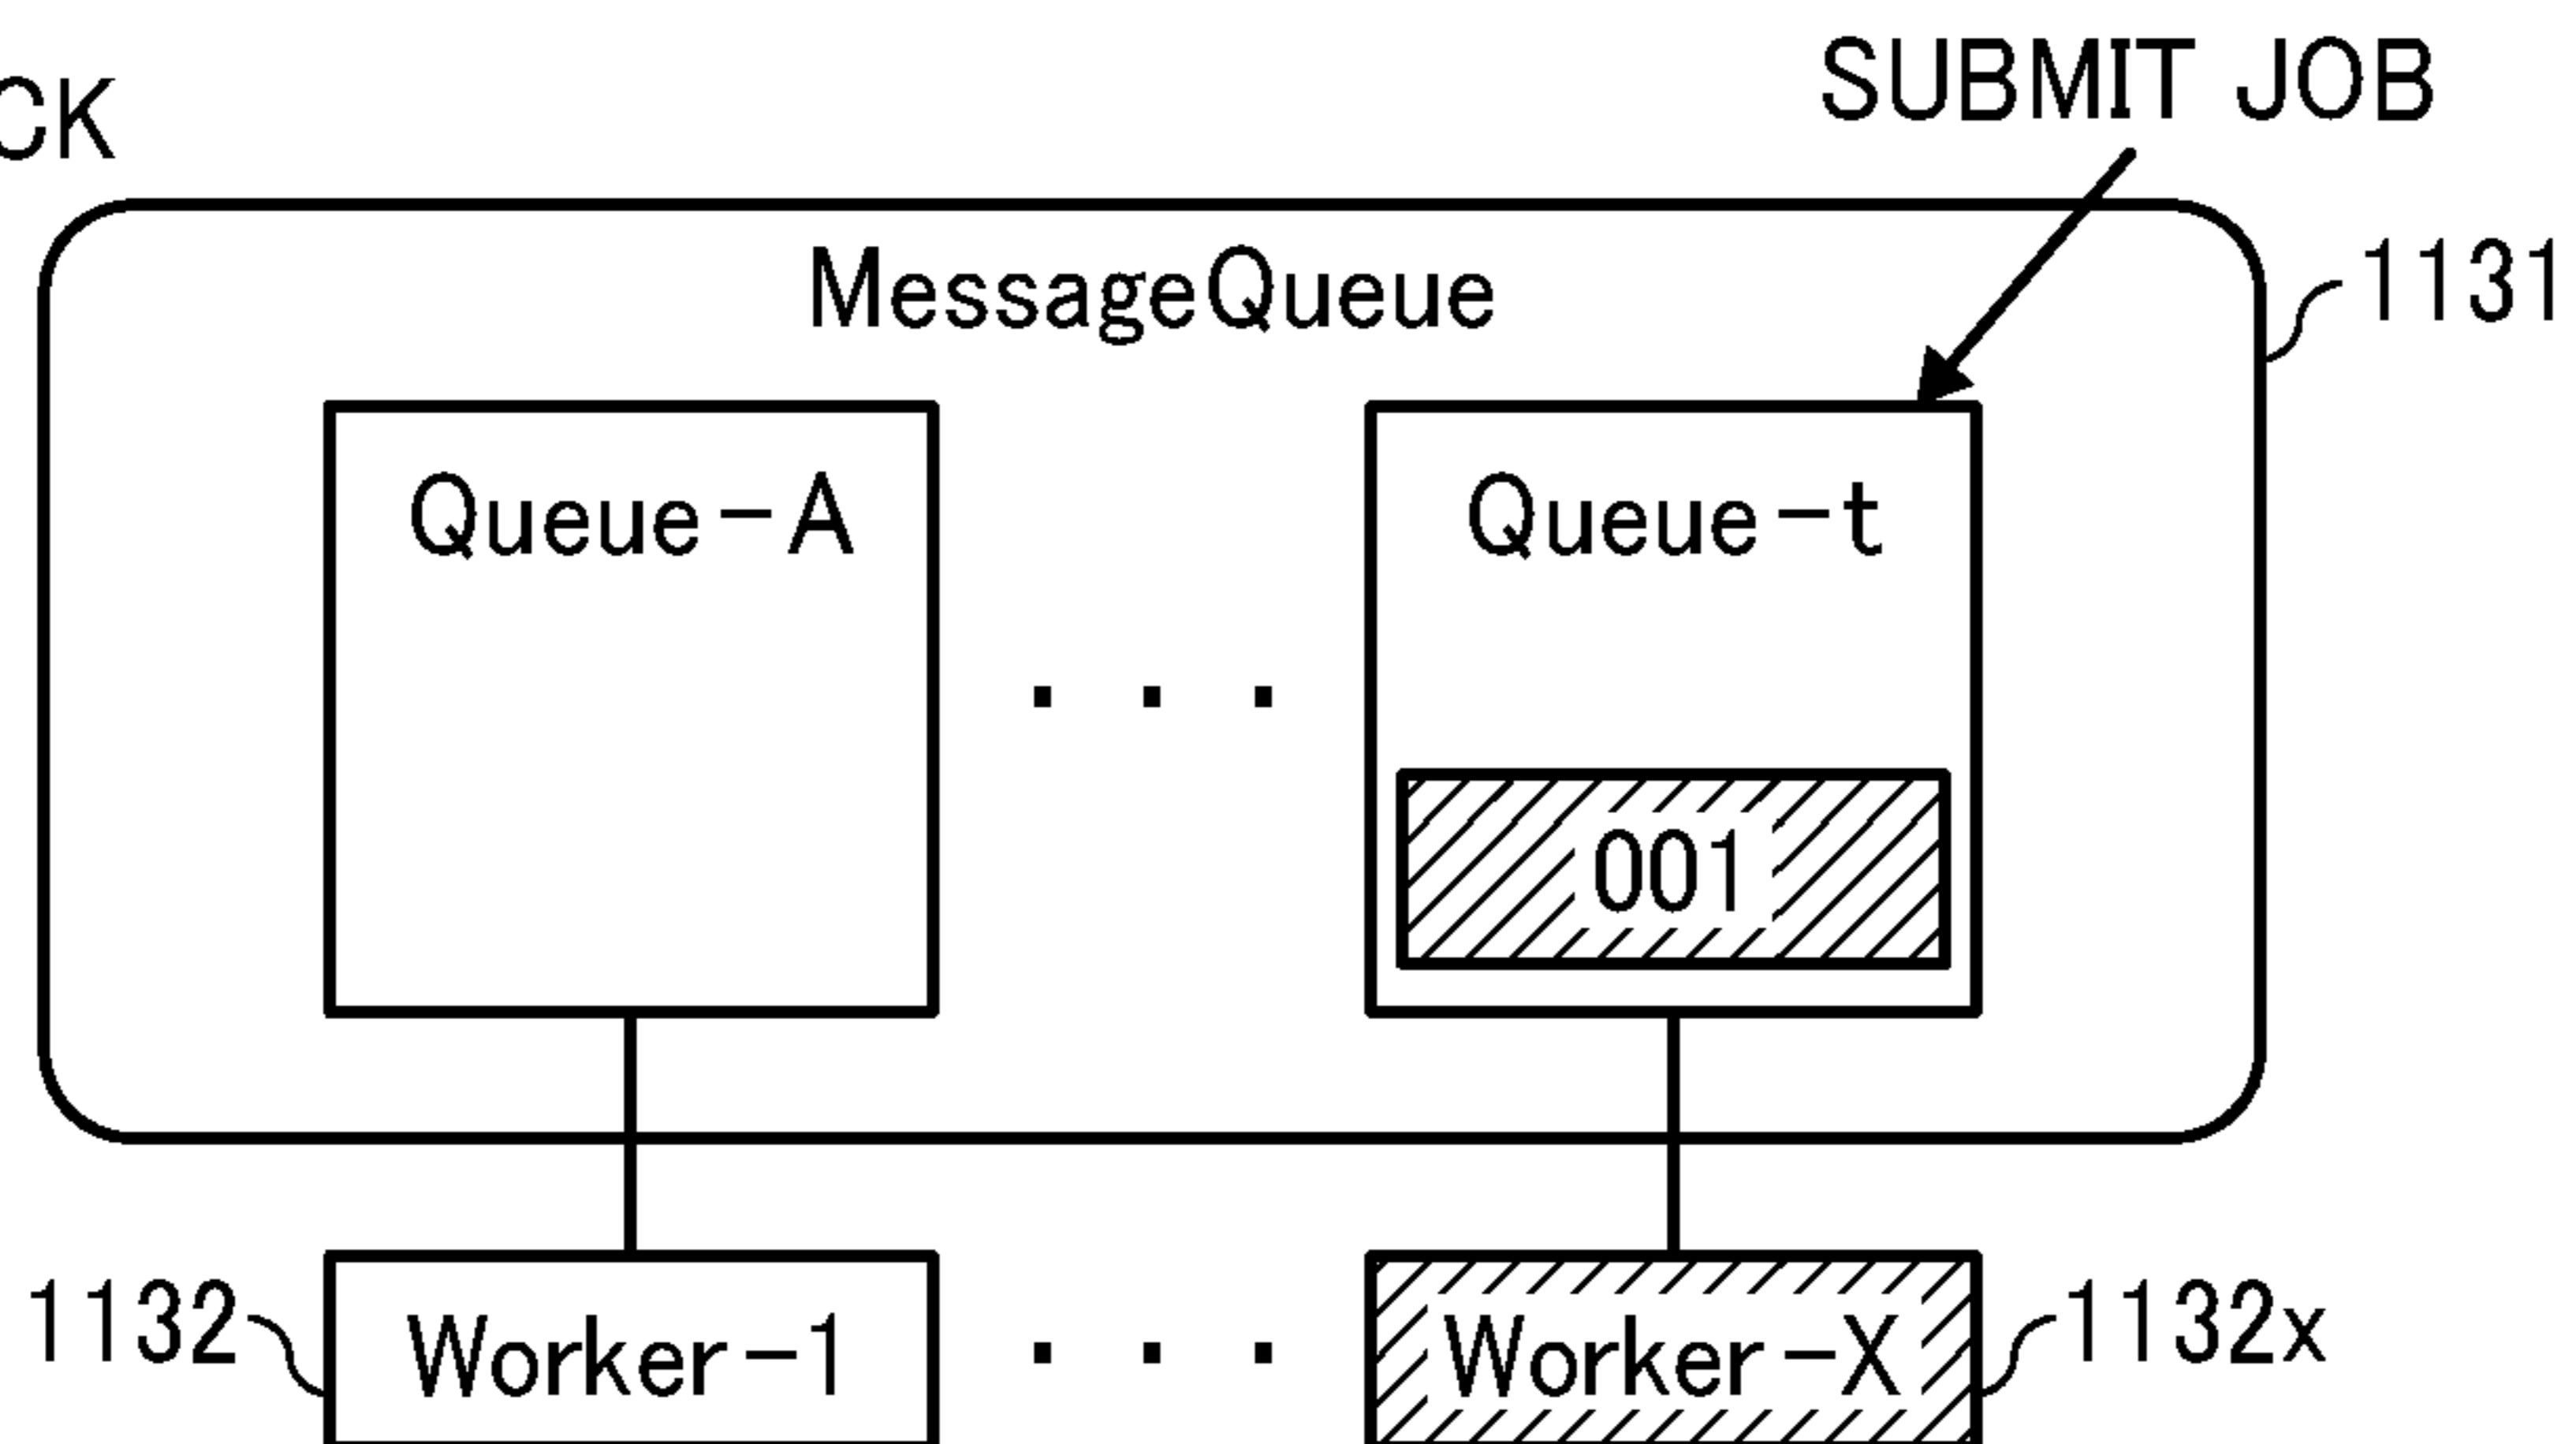 CK
SUBMIT JOB
MessageQueue
1131
Queue-A
Queue-t
001
1132
Worker-1
Worker-X
1132x